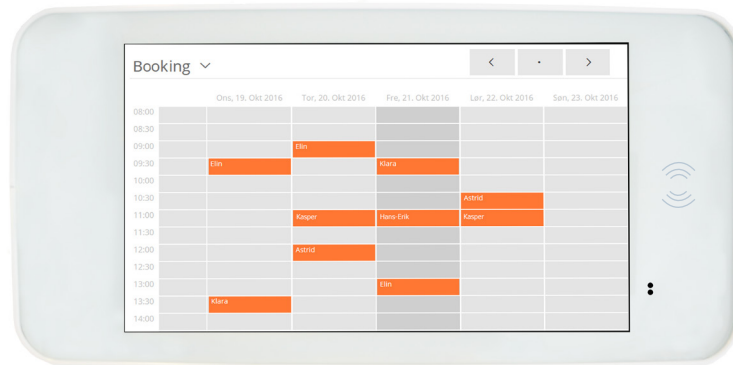 Booking
Ons, 19. Okt 2016 Tor, 20. Okt 2016 Fre, 21. Okt 2016 Lør, 22. Okt 2016 Søn, 23. Okt 2016
08:00
08:30
09:00 Elin
09:30 Elin Klara
10:00
10:30 Astrid
11:00 Kasper Hans-Erik Kasper
11:30
12:00 Astrid
12:30
13:00 Elin
13:30 Klara
14:00